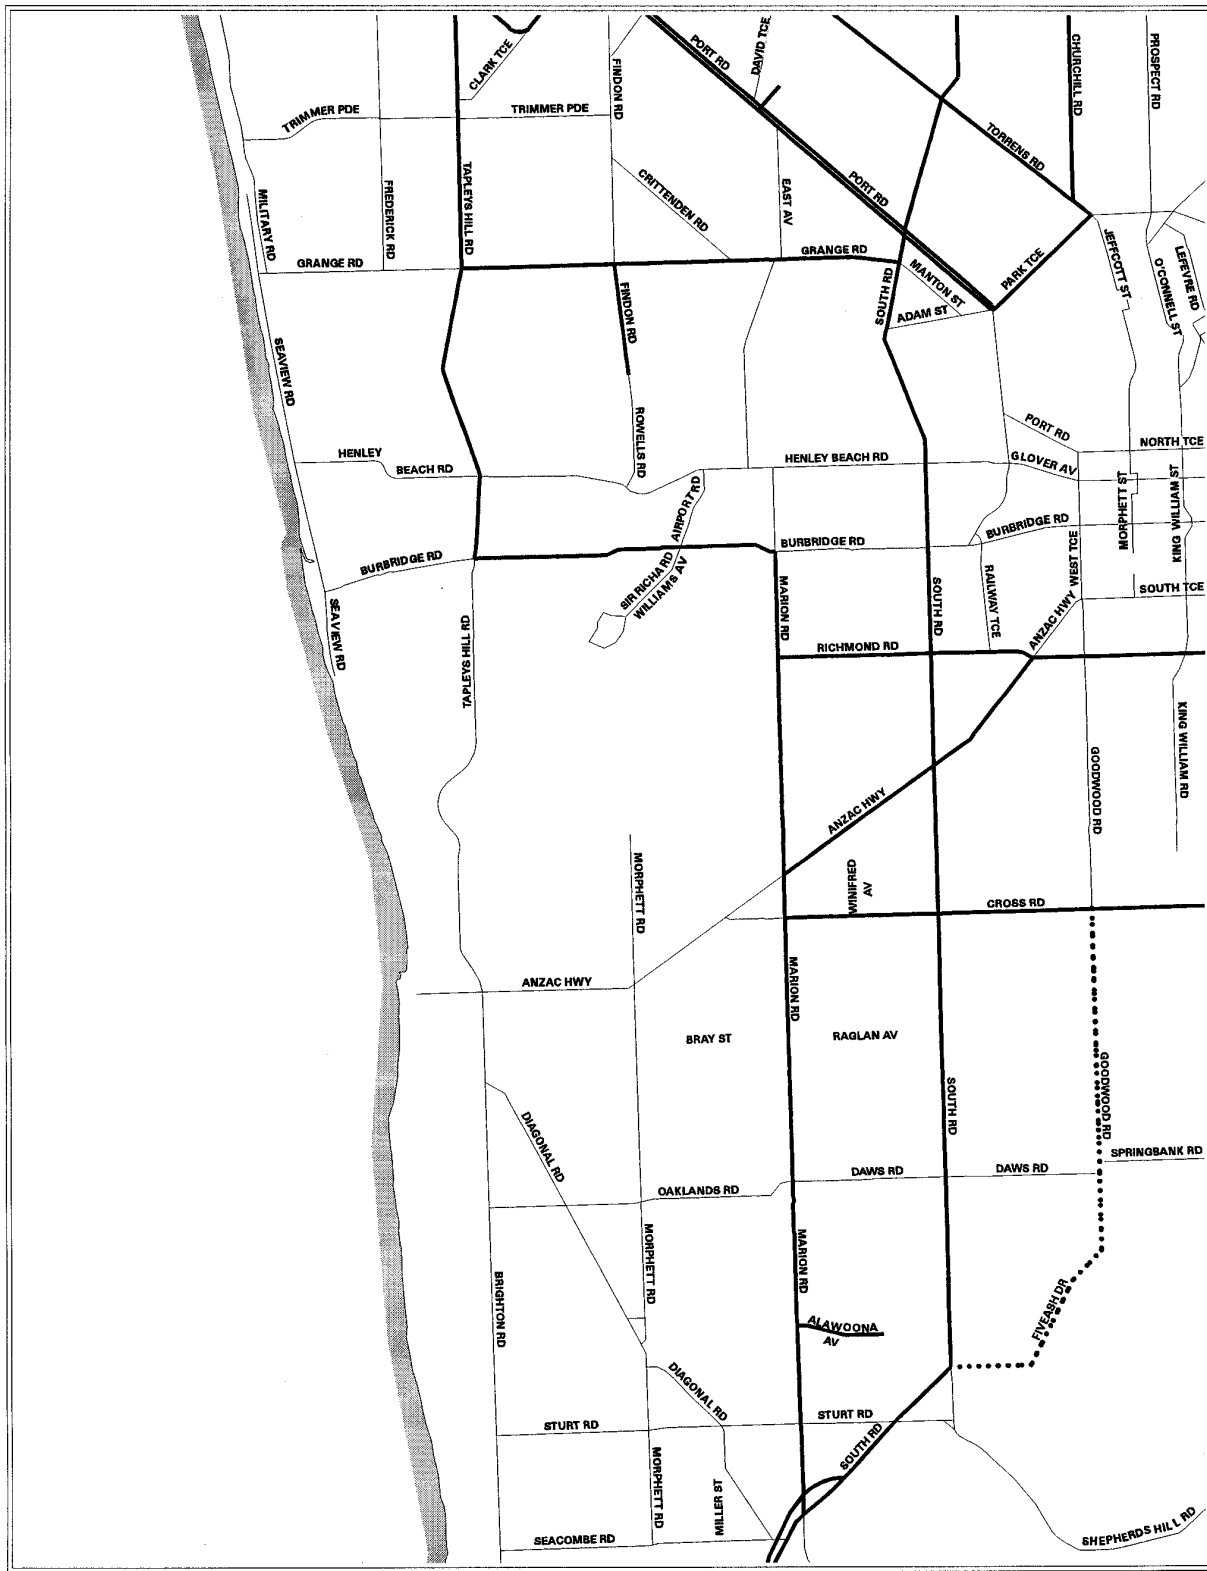 CLARK TCE
FINDON RD
PORT RD
DAVID TCE
CHURCHILL RD
PROSPECT RD
TRIMMER PDE
TRIMMER PDE
TORRENS RD
MILITARY RD
FREDERICK RD
TAPLEYS HILL RD
CRITTENDEN RD
EAST AV
PORT RD
GRANGE RD
GRANGE RD
SOUTH RD
MANTON ST
ADAM ST
PARK TCE
JEFFCOTT ST
O'CONNELL ST
LEFEVRE RD
FINDON RD
SEAVIEW RD
ROWELLS RD
PORT RD
NORTH TCE
HENLEY
BEACH RD
HENLEY BEACH RD
GLOVER AV
AIRPORT RD
MORPHETT ST
KING WILLIAM ST
BURBRIDGE RD
BURBRIDGE RD
BURBRIDGE RD
SIR RICHARD
WILLIAMS AV
WEST TCE
SEAVIEW RD
TAPLEYS HILL RD
MARION RD
SOUTH RD
RAILWAY TCE
ANZAC HWY
SOUTH TCE
RICHMOND RD
KING WILLIAM RD
GOODWOOD RD
ANZAC HWY
MORPHETT RD
WINIFRED
AV
CROSS RD
ANZAC HWY
MARION RD
BRAY ST
RAGLAN AV
SOUTH RD
GOODWOOD RD
DIAGONAL RD
SPRINGBANK RD
DAWS RD
DAWS RD
OAKLANDS RD
MORPHETT RD
MARION RD
BRIGHTON RD
FIVEASH DR
ALAWOONA
AV
DIAGONAL RD
STURT RD
STURT RD
SOUTH RD
MORPHETT RD
MILLER ST
SEACOMBE RD
SHEPHERDS HILL RD